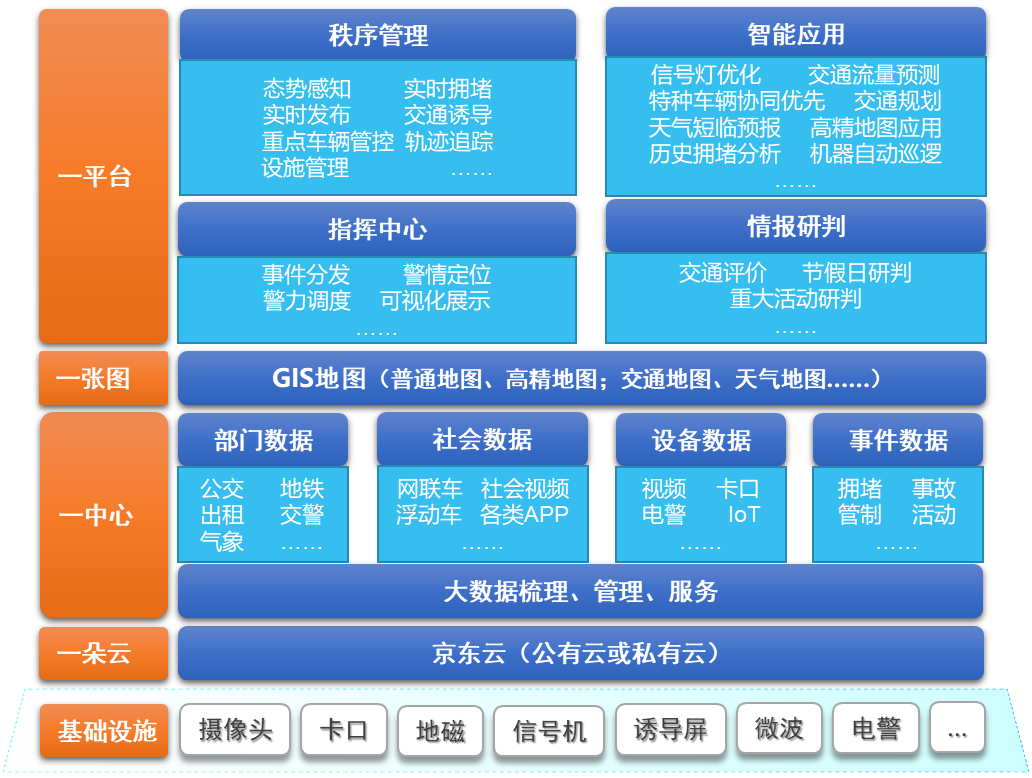 一平台
秩序管理
态势感知 实时拥堵
实时发布 交通诱导
重点车辆管控 轨迹追踪
设施管理 ……
智能应用
信号灯优化 交通流量预测
特种车辆协同优先 交通规划
天气短临预报 高精地图应用
历史拥堵分析 机器自动巡逻
……
指挥中心
事件分发 警情定位
警力调度 可视化展示
……
情报研判
交通评价 节假日研判
重大活动研判
……
一张图
GIS地图（普通地图、高精地图；交通地图、天气地图……）
一中心
部门数据
公交 地铁
出租 交警
气象 ……
社会数据
网联车 社会视频
浮动车 各类APP
……
设备数据
视频 卡口
电警 IoT
……
事件数据
拥堵 事故
管制 活动
……
大数据梳理、管理、服务
一朵云
京东云（公有云或私有云）
基础设施
摄像头 卡口 地磁 信号机 诱导屏 微波 电警 ...